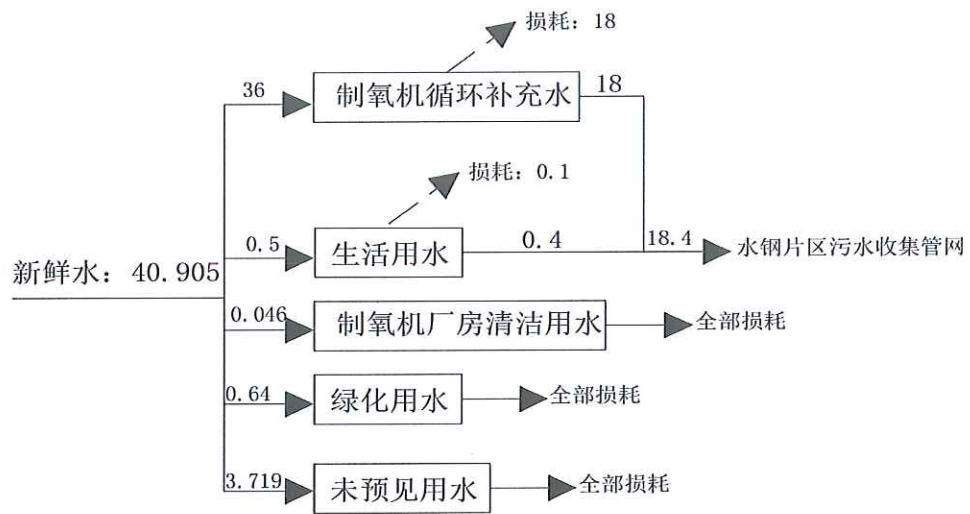 损耗：18
36
制氧机循环补充水
18
损耗：0.1
0.5
生活用水
0.4
18.4
水钢片区污水收集管网
新鲜水：40.905
0.046
制氧机厂房清洁用水
全部损耗
0.64
绿化用水
全部损耗
3.719
未预见用水
全部损耗